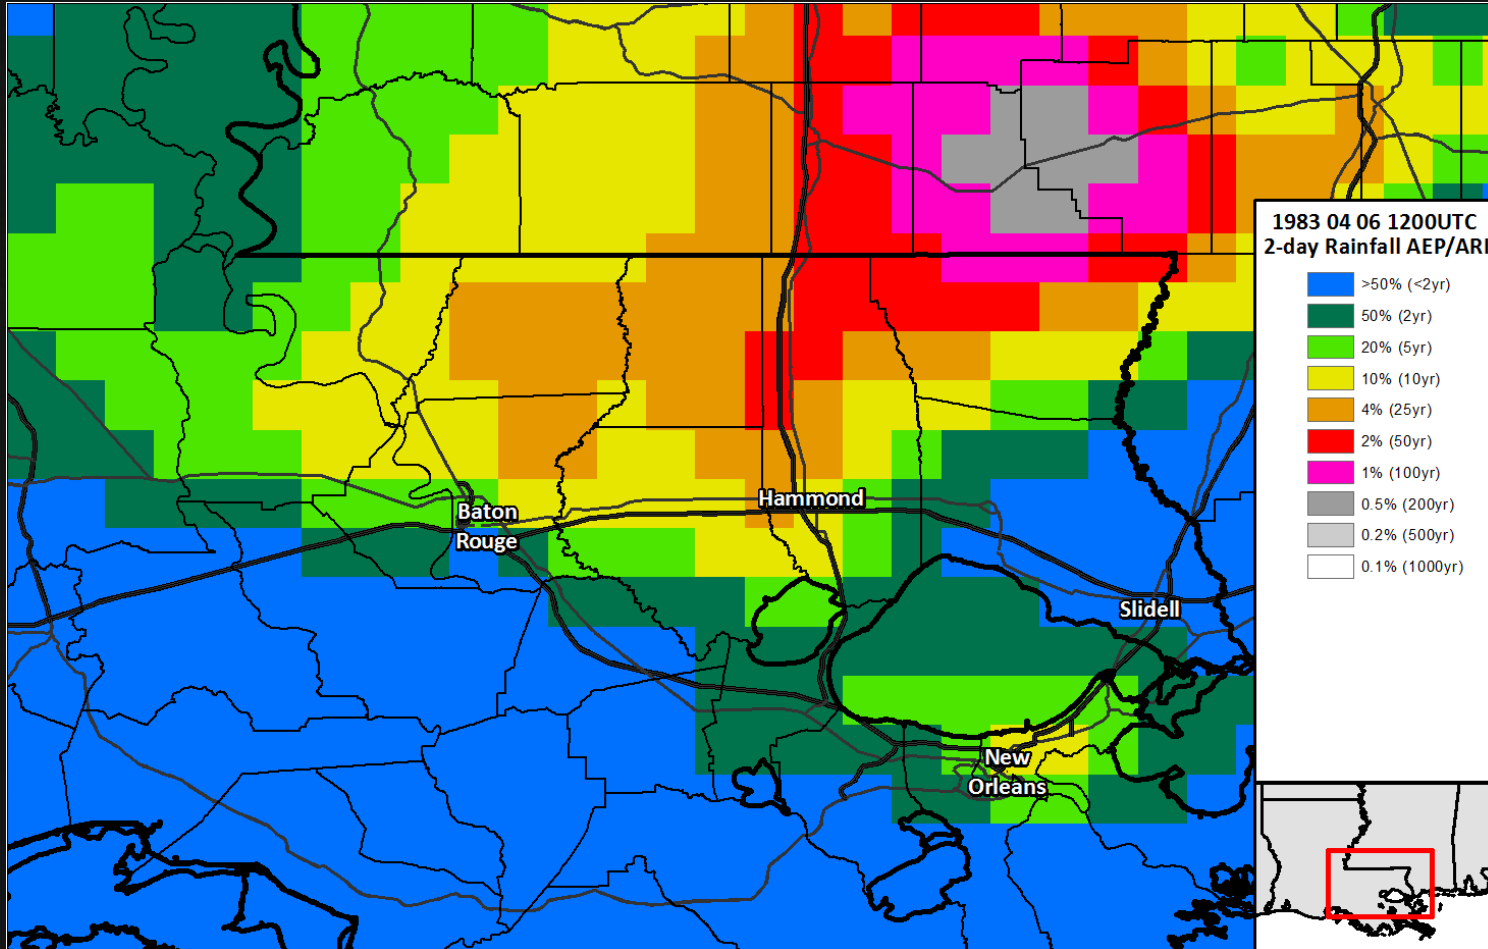 1983 04 06 1200UTC
2-day Rainfall AEP/ARI
>50% (<2yr)
50% (2yr)
20% (5yr)
10% (10yr)
4% (25yr)
2% (50yr)
1% (100yr)
0.5% (200yr)
0.2% (500yr)
0.1% (1000yr)
Hammond
Baton
Rouge
Slidell
New
Orleans